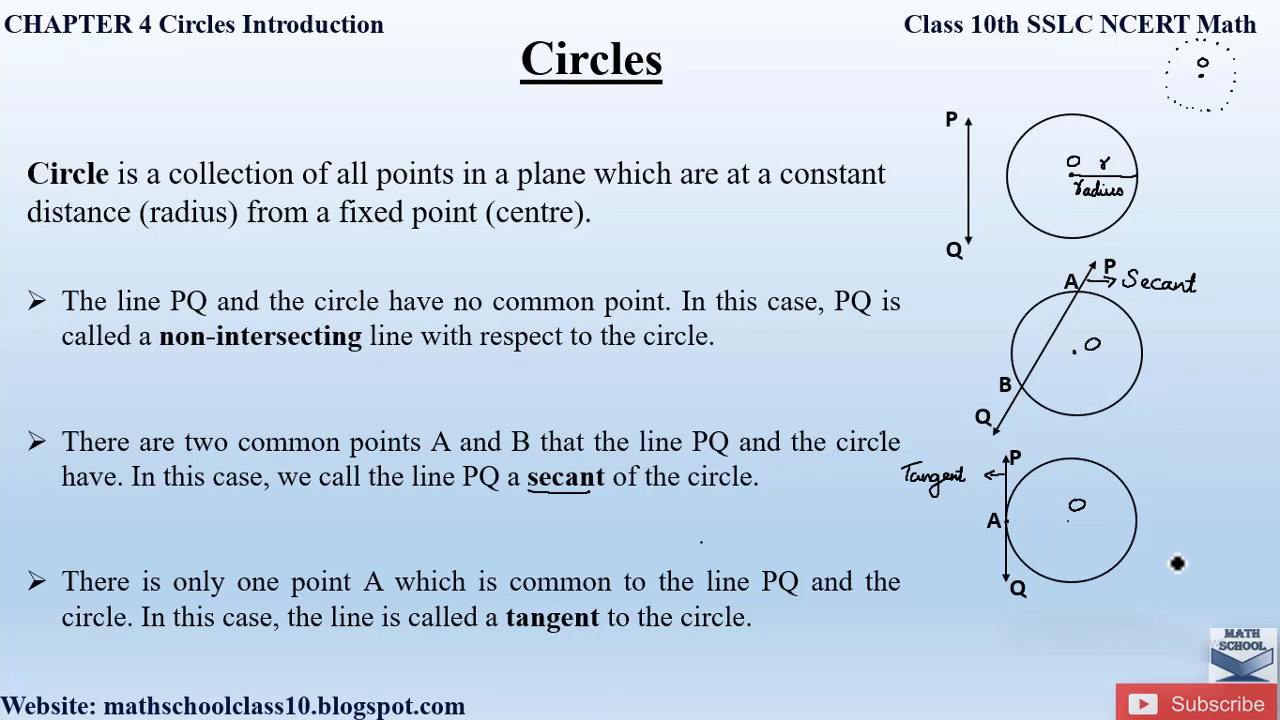 CHAPTER 4 Circles Introduction
Class 10th SSLC NCERT Math
Circles
O
P
O r
radius
Q
Circle is a collection of all points in a plane which are at a constant
distance (radius) from a fixed point (centre).
P
A → Secant
➢ The line PQ and the circle have no common point. In this case, PQ is
called a non-intersecting line with respect to the circle.
O
B
Q
➢ There are two common points A and B that the line PQ and the circle
have. In this case, we call the line PQ a secant of the circle.
P
Tangent ←
O
A
Q
➢ There is only one point A which is common to the line PQ and the
circle. In this case, the line is called a tangent to the circle.
MATH
SCHOOL
Website: mathschoolclass10.blogspot.com
Subscribe